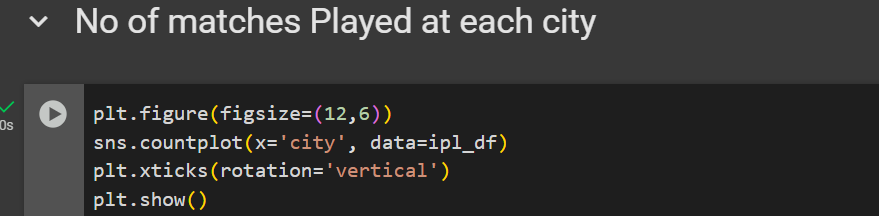 No of matches Played at each city
0s
plt.figure(figsize=(12,6))
sns.countplot(x='city', data=ipl_df)
plt.xticks(rotation='vertical')
plt.show()